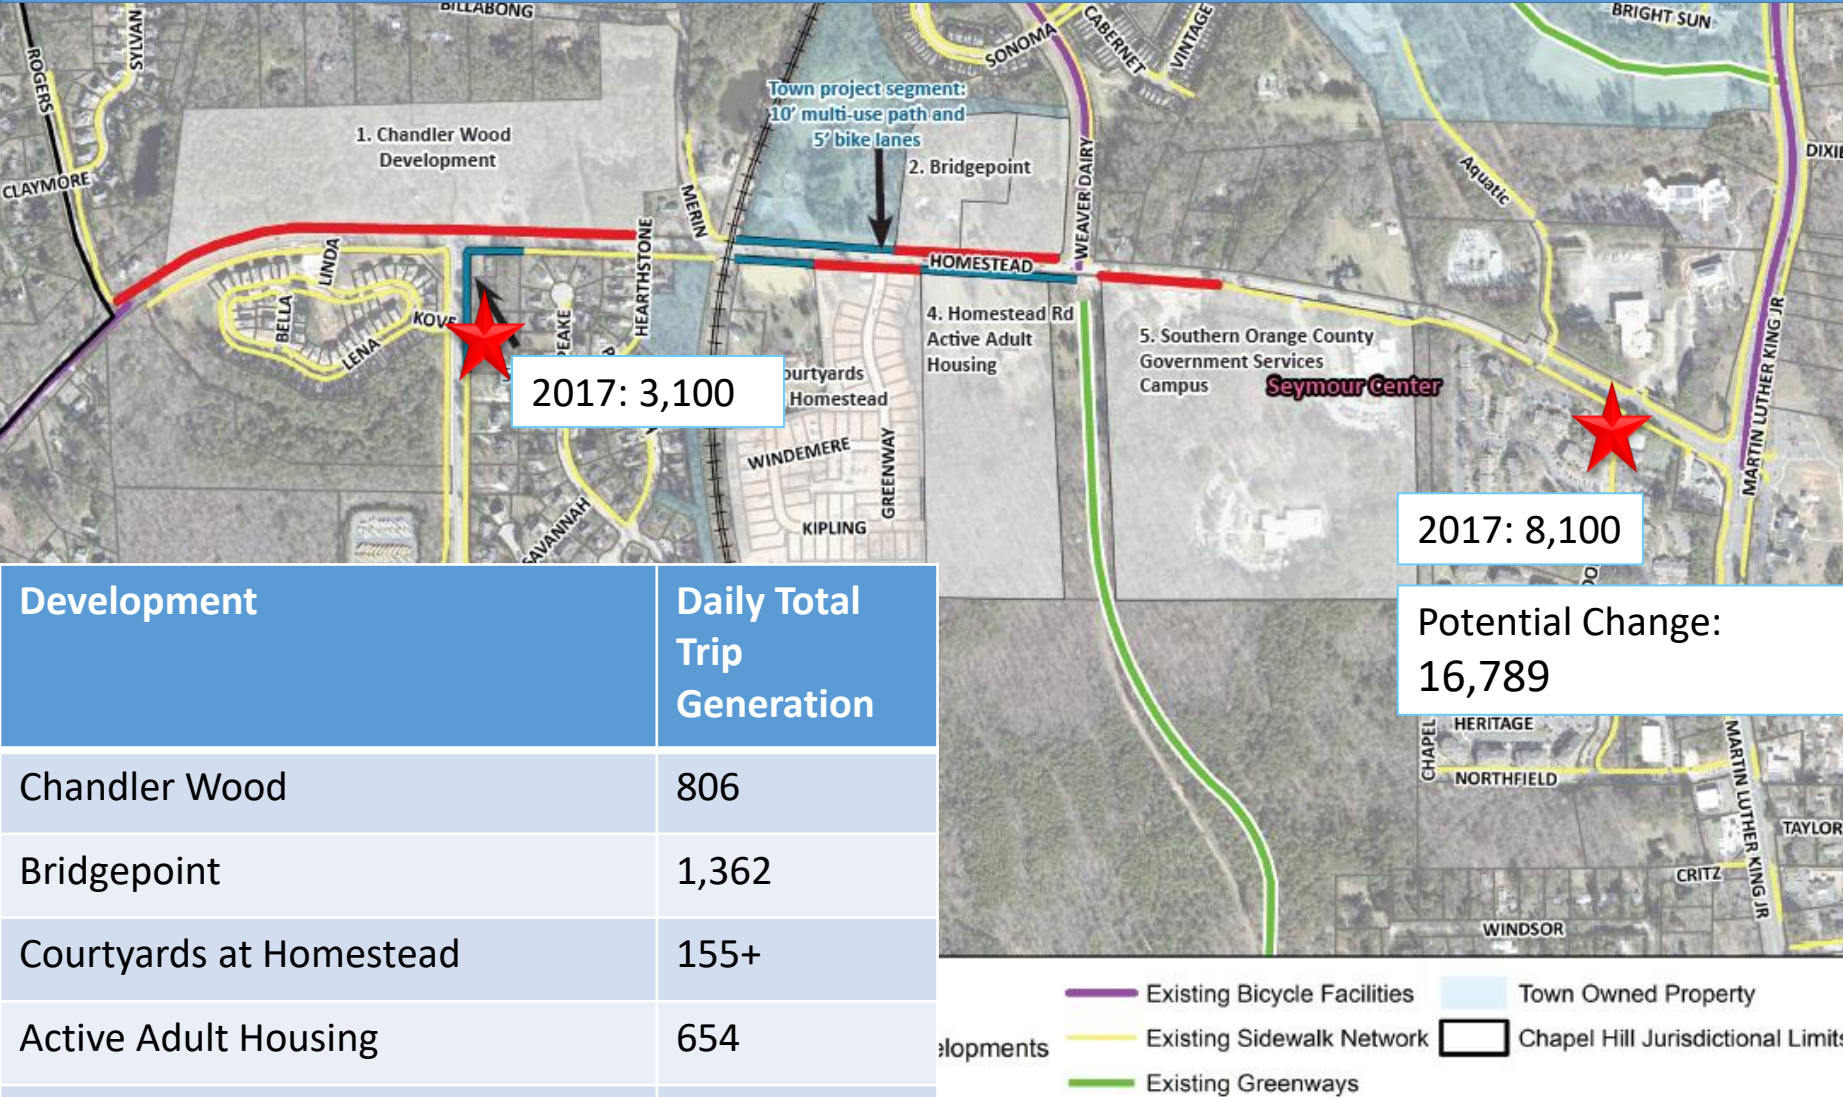 BILLABONG
SYLVAN
ROGERS
CLAYMORE
SONOMA
CABERNET
VINTAGE
BRIGHT SUN
DIXIE
Town project segment:
10' multi-use path and
5' bike lanes
1. Chandler Wood
Development
2. Bridgepoint
MERIN
WEAVER DAIRY
Aquatic
LINDA
HEARTHSTONE
HOMESTEAD
BELLA
LENA
KOVE
PEAKE
4. Homestead Rd
Active Adult
Housing
5. Southern Orange County
Government Services
Campus
Seymour Center
MARTIN LUTHER KING JR
2017: 3,100
ourtyards
Homestead
WINDEMERE
GREENWAY
KIPLING
SAVANNAH
2017: 8,100
Potential Change:
16,789
CHAPEL
HERITAGE
NORTHFIELD
MARTIN LUTHER KING JR
TAYLOR
CRITZ
WINDSOR
Development
Daily Total
Trip
Generation
Chandler Wood
806
Bridgepoint
1,362
Courtyards at Homestead
155+
Active Adult Housing
654
elopments
Existing Bicycle Facilities
Existing Sidewalk Network
Existing Greenways
Town Owned Property
Chapel Hill Jurisdictional Limits